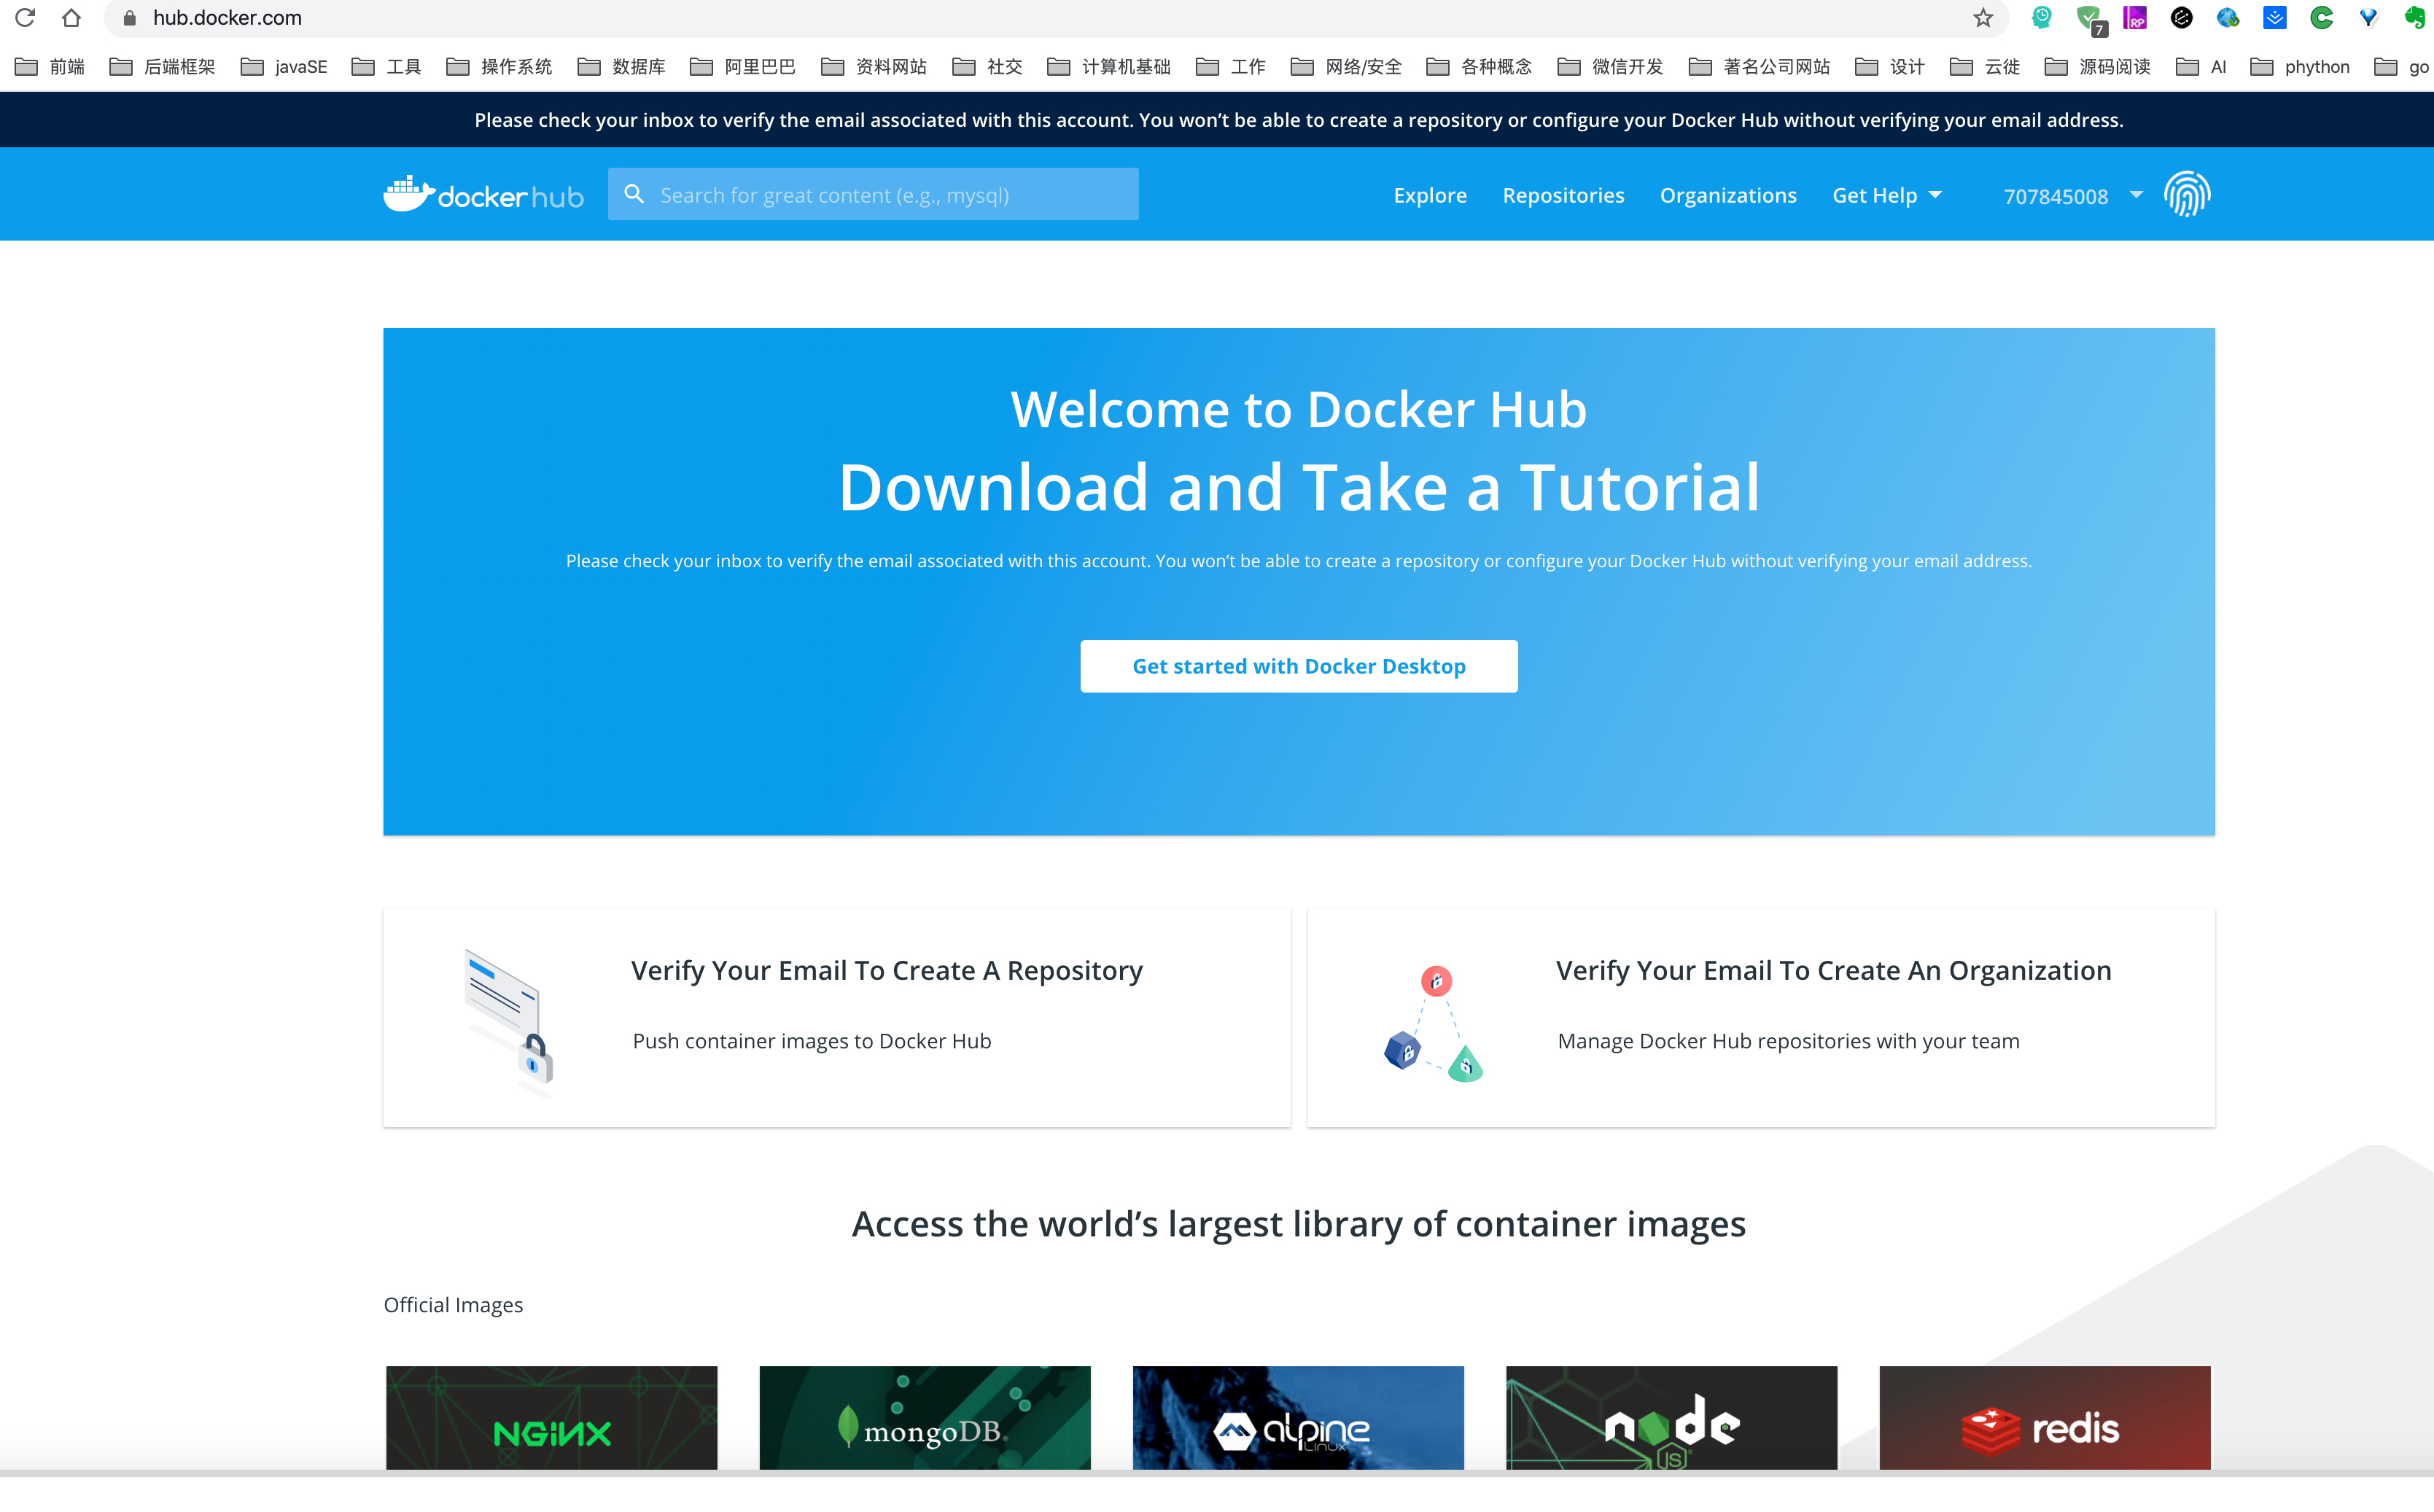 hub.docker.com
7
RP
前端 后端框架 javaSE 工具 操作系统 数据库 阿里巴巴 资料网站 社交 计算机基础 工作 网络/安全 各种概念 微信开发 著名公司网站 设计 云徙 源码阅读 AI phython go
Please check your inbox to verify the email associated with this account. You won’t be able to create a repository or configure your Docker Hub without verifying your email address.
docker hub
Search for great content (e.g., mysql)
Explore Repositories Organizations Get Help 707845008
Welcome to Docker Hub
Download and Take a Tutorial
Please check your inbox to verify the email associated with this account. You won’t be able to create a repository or configure your Docker Hub without verifying your email address.
Get started with Docker Desktop
Verify Your Email To Create A Repository
Push container images to Docker Hub
Verify Your Email To Create An Organization
Manage Docker Hub repositories with your team
Access the world’s largest library of container images
Official Images
NGINX
mongoDB
alpine
Linux
node
JS
redis